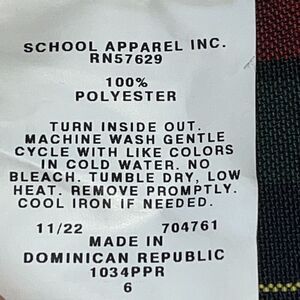 SCHOOL APPAREL INC.
RN57629
100%
POLYESTER
TURN INSIDE OUT.
MACHINE WASH GENTLE
CYCLE WITH LIKE COLORS
IN COLD WATER. NO
BLEACH. TUMBLE DRY, LOW
HEAT. REMOVE PROMPTLY.
COOL IRON IF NEEDED.
11/22 704761
MADE IN
DOMINICAN REPUBLIC
1034PPR
6